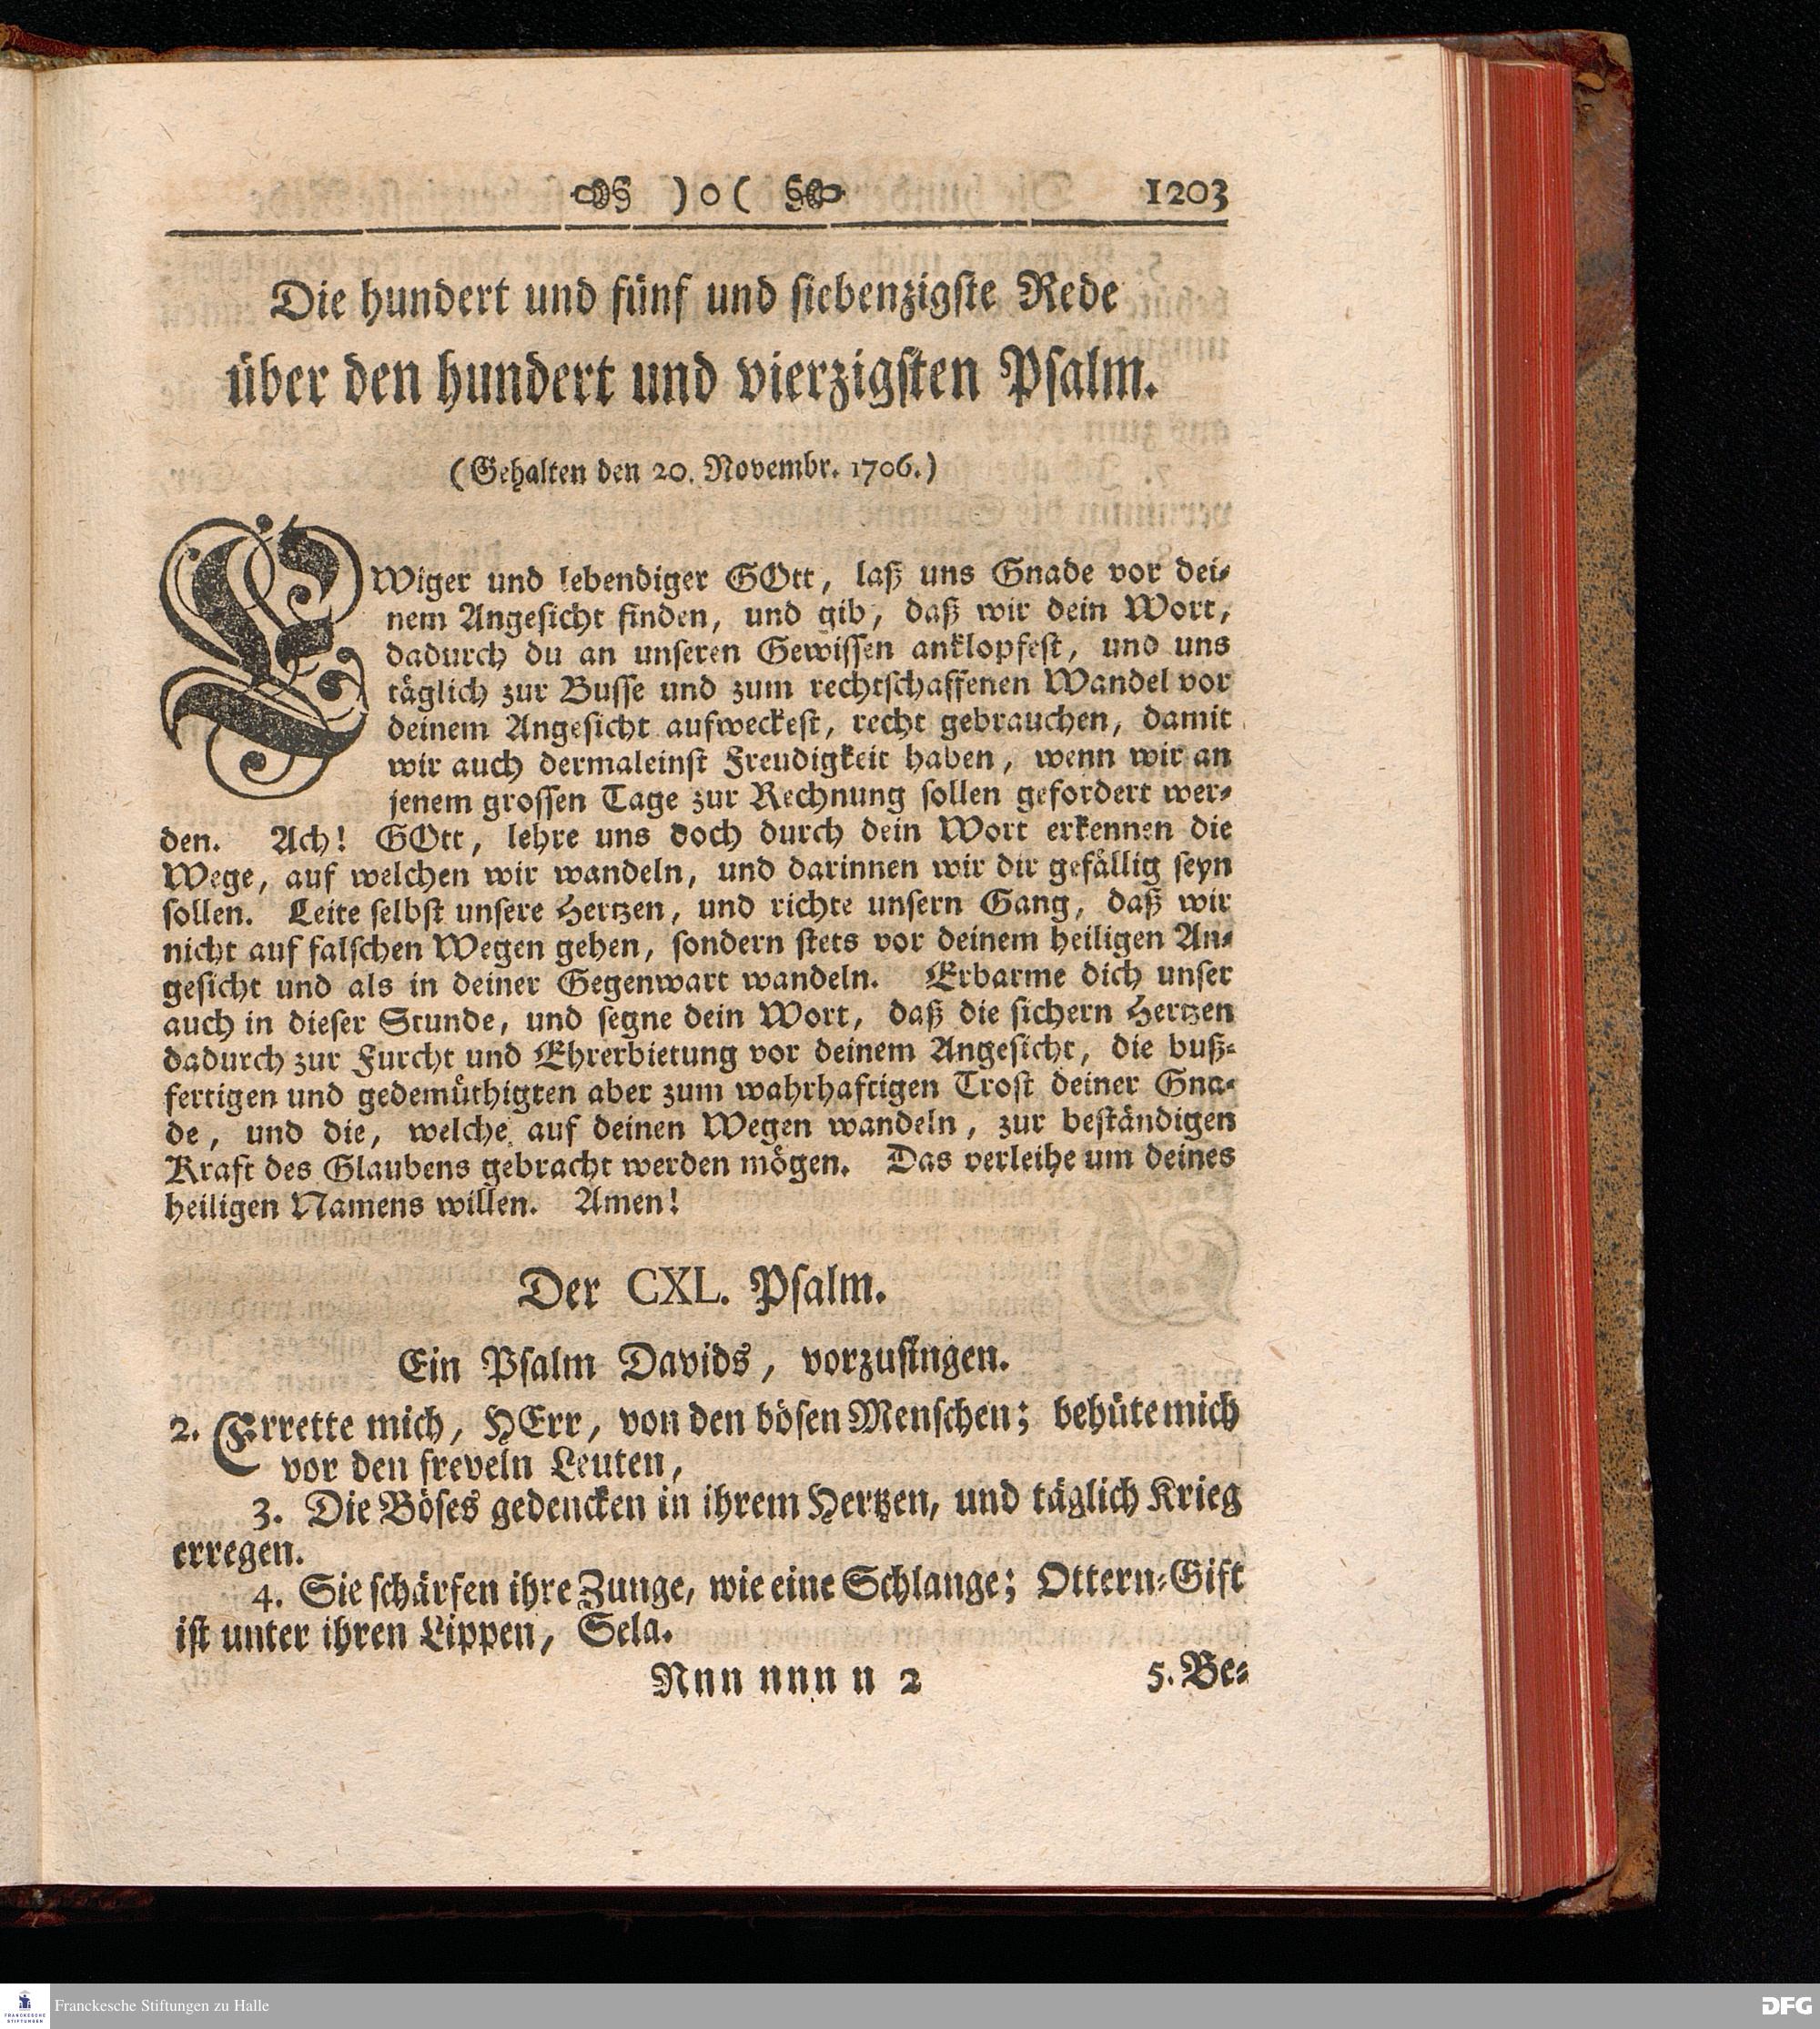 ) o ( 1203
Die hundert und fünf und siebenzigste Rede
über den hundert und vierzigsten Psalm.
(Gehalten den 20. Novembr. 1706.)
EWiger und lebendiger GOtt, laß uns Gnade vor dei-
nem Angesicht finden, und gib, daß wir dein Wort,
dadurch du an unseren Gewissen anklopfest, und uns
täglich zur Busse und zum rechtschaffenen Wandel vor
deinem Angesicht aufweckest, recht gebrauchen, damit
wir auch dermaleinst Freudigkeit haben, wenn wir an
jenem grossen Tage zur Rechnung sollen gefordert wer-
den. Ach! GOtt, lehre uns doch durch dein Wort erkennen die
Wege, auf welchen wir wandeln, und darinnen wir dir gefällig seyn
sollen. Leite selbst unsere Hertzen, und richte unsern Gang, daß wir
nicht auf falschen Wegen gehen, sondern stets vor deinem heiligen An-
gesicht und als in deiner Gegenwart wandeln. Erbarme dich unser
auch in dieser Stunde, und segne dein Wort, daß die sichern Hertzen
dadurch zur Furcht und Ehrerbietung vor deinem Angesicht, die buß-
fertigen und gedemüthigten aber zum wahrhaftigen Trost deiner Gna-
de, und die, welche auf deinen Wegen wandeln, zur beständigen
Kraft des Glaubens gebracht werden mögen. Das verleihe um deines
heiligen Namens willen. Amen!
Der CXL. Psalm.
Ein Psalm Davids, vorzusingen.
2. Errette mich, HErr, von den bösen Menschen; behüte mich
vor den freveln Leuten,
3. Die Böses gedencken in ihrem Hertzen, und täglich Krieg
erregen.
4. Sie schärfen ihre Zunge, wie eine Schlange; Ottern-Gift
ist unter ihren Lippen, Sela.
Nnn nnn n 2 5. Be-
FRANCKESCHE STIFTUNGEN
Franckesche Stiftungen zu Halle
DFG